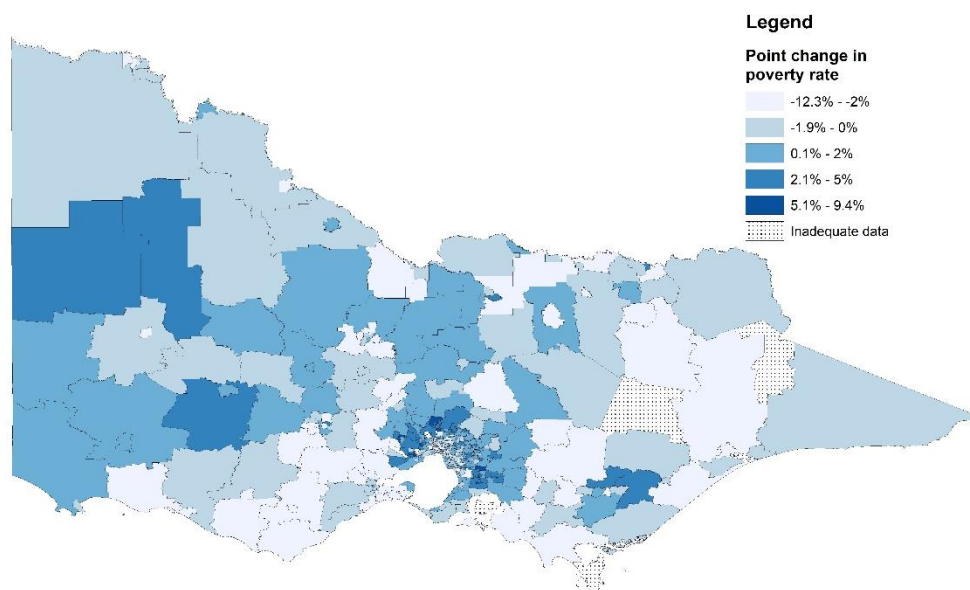 Legend
Point change in
poverty rate
-12.3% - -2%
-1.9% - 0%
0.1% - 2%
2.1% - 5%
5.1% - 9.4%
Inadequate data